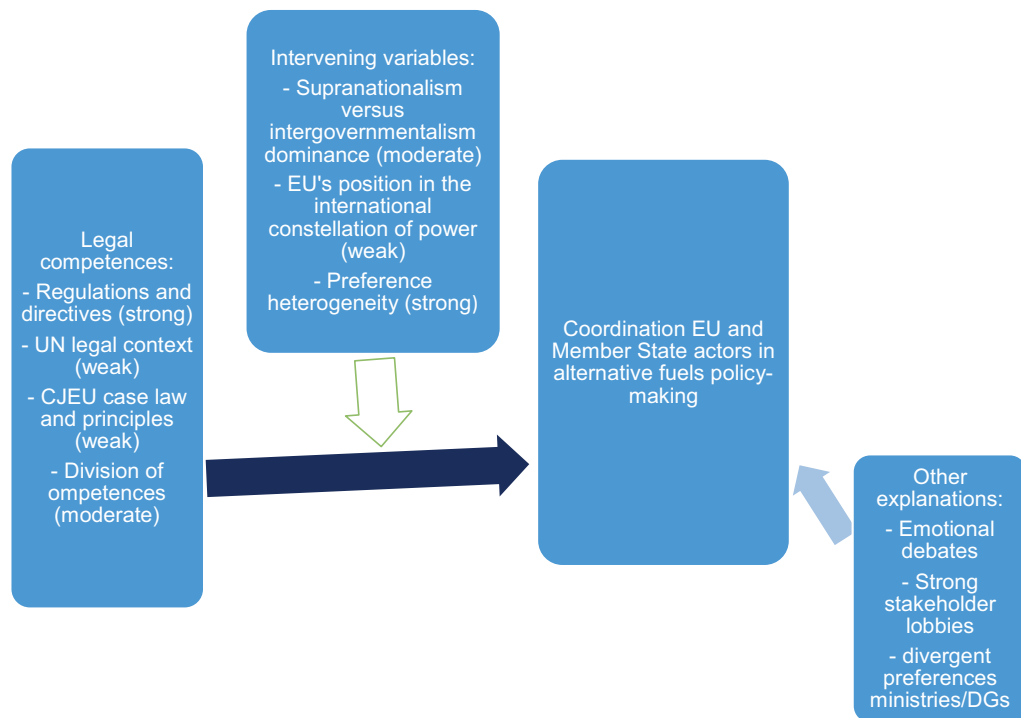 Intervening variables:
- Supranationalism
versus
intergovernmentalism
dominance (moderate)
- EU's position in the
international
constellation of power
(weak)
- Preference
heterogeneity (strong)
Legal
competences:
- Regulations and
directives (strong)
- UN legal context
(weak)
- CJEU case law
and principles
(weak)
- Division of
ompetences
(moderate)
Coordination EU and
Member State actors in
alternative fuels policy-
making
Other
explanations:
- Emotional
debates
- Strong
stakeholder
lobbies
- divergent
preferences
ministries/DGs